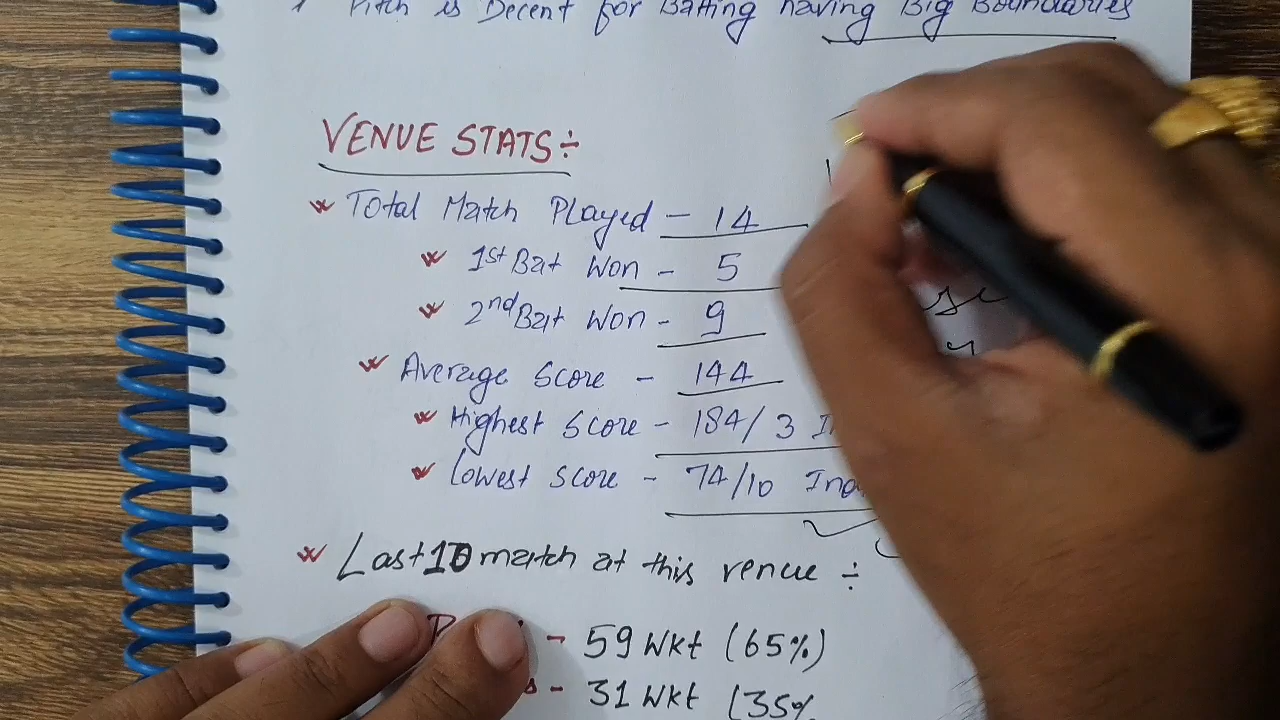 Pitch is Decent for Batting having Big Boundaries
VENUE STATS÷
Total Match Played - 14
1st Bat Won - 5
2nd Bat Won - 9
Average Score - 144
Highest Score - 184/3
Lowest Score - 74/10
Last 10 match at this venue ÷
- 59 Wkt (65%)
- 31 Wkt (35%